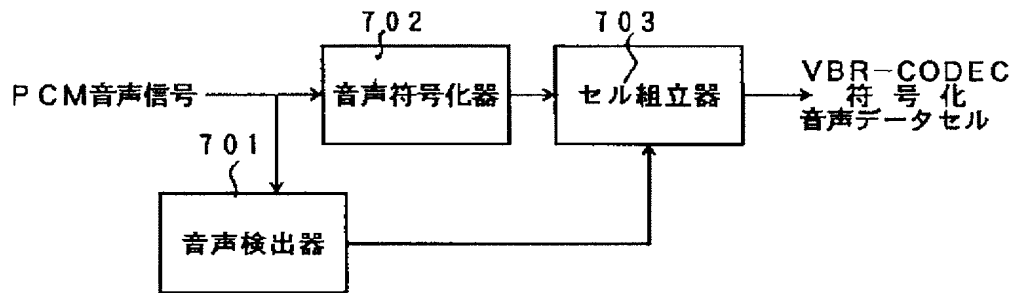 702
703
PCM音声信号
音声符号化器
セル組立器
VBR-CODEC
符号化
音声データセル
701
音声検出器